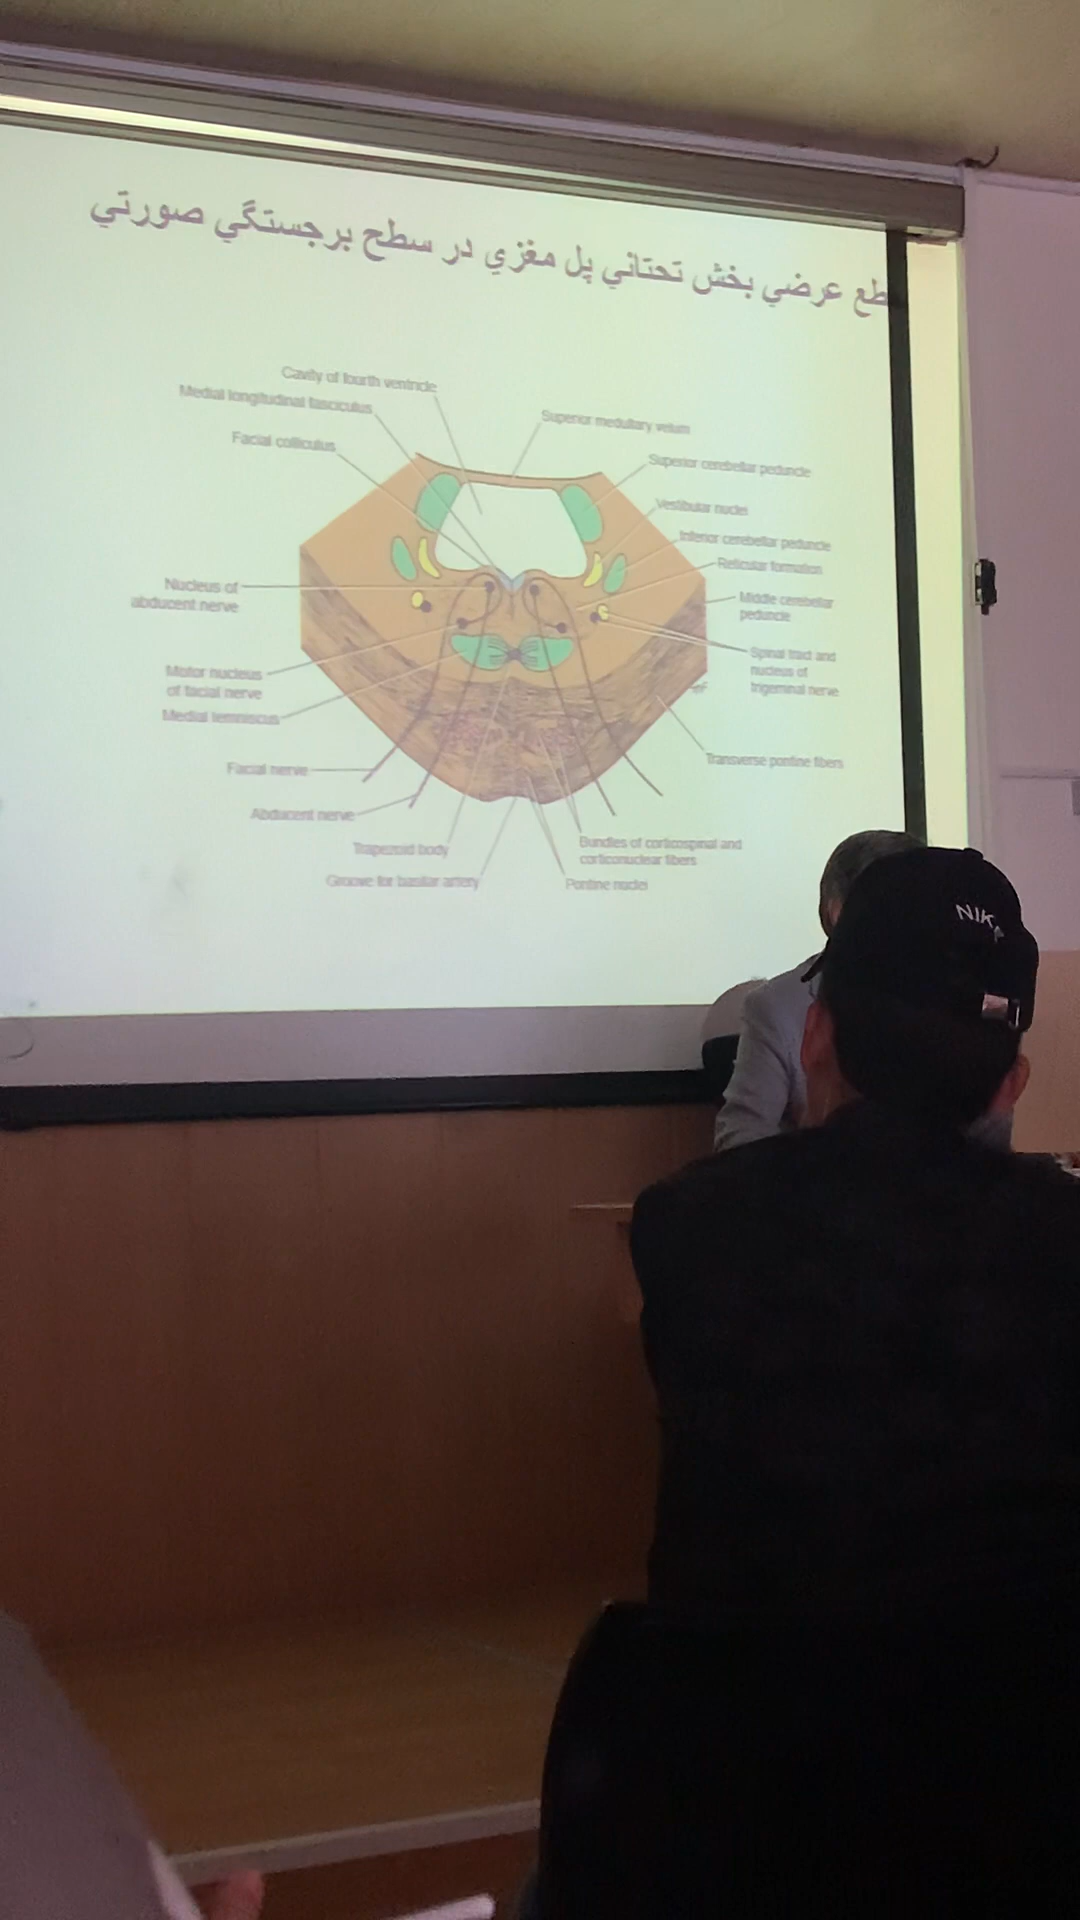 طع عرضي بخش تحتاني پل مغزي در سطح برجستگي صورتي
Cavity of fourth ventricle
Medial longitudinal fasciculus
Facial colliculus
Superior medullary velum
Superior cerebellar peduncle
Vestibular nuclei
Inferior cerebellar peduncle
Reticular formation
Middle cerebellar
peduncle
Nucleus of
abducent nerve
Spinal tract and
nucleus of
trigeminal nerve
Motor nucleus
of facial nerve
Medial lemniscus
Transverse pontine fibers
Facial nerve
Abducent nerve
Trapezoid body
Groove for basilar artery
Bundles of corticospinal and
corticonuclear fibers
Pontine nuclei